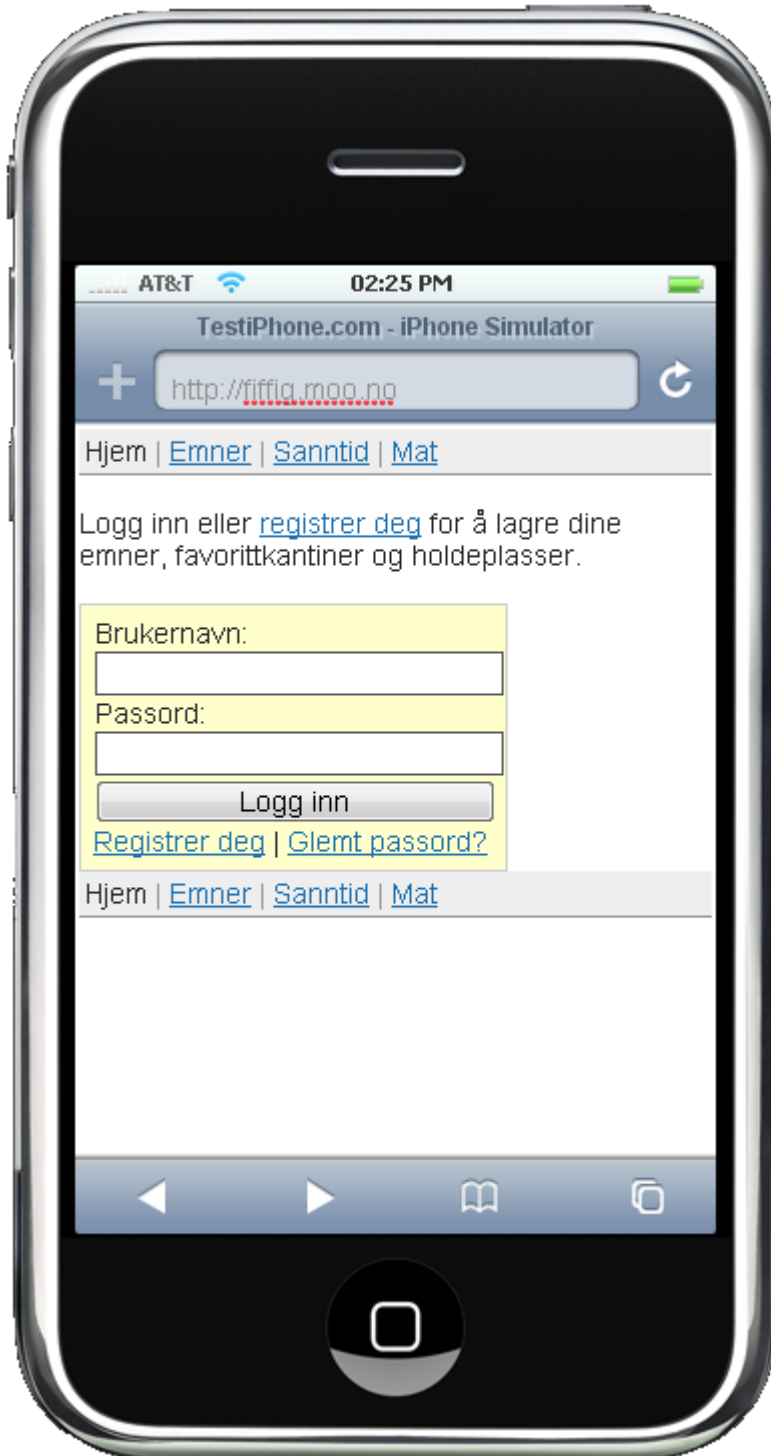 AT&T 02:25 PM
TestiPhone.com - iPhone Simulator
http://fiffig.moo.no
Hjem | Emner | Sanntid | Mat
Logg inn eller registrer deg for å lagre dine
emner, favorittkantiner og holdeplasser.
Brukernavn:
Passord:
Logg inn
Registrer deg | Glemt passord?
Hjem | Emner | Sanntid | Mat